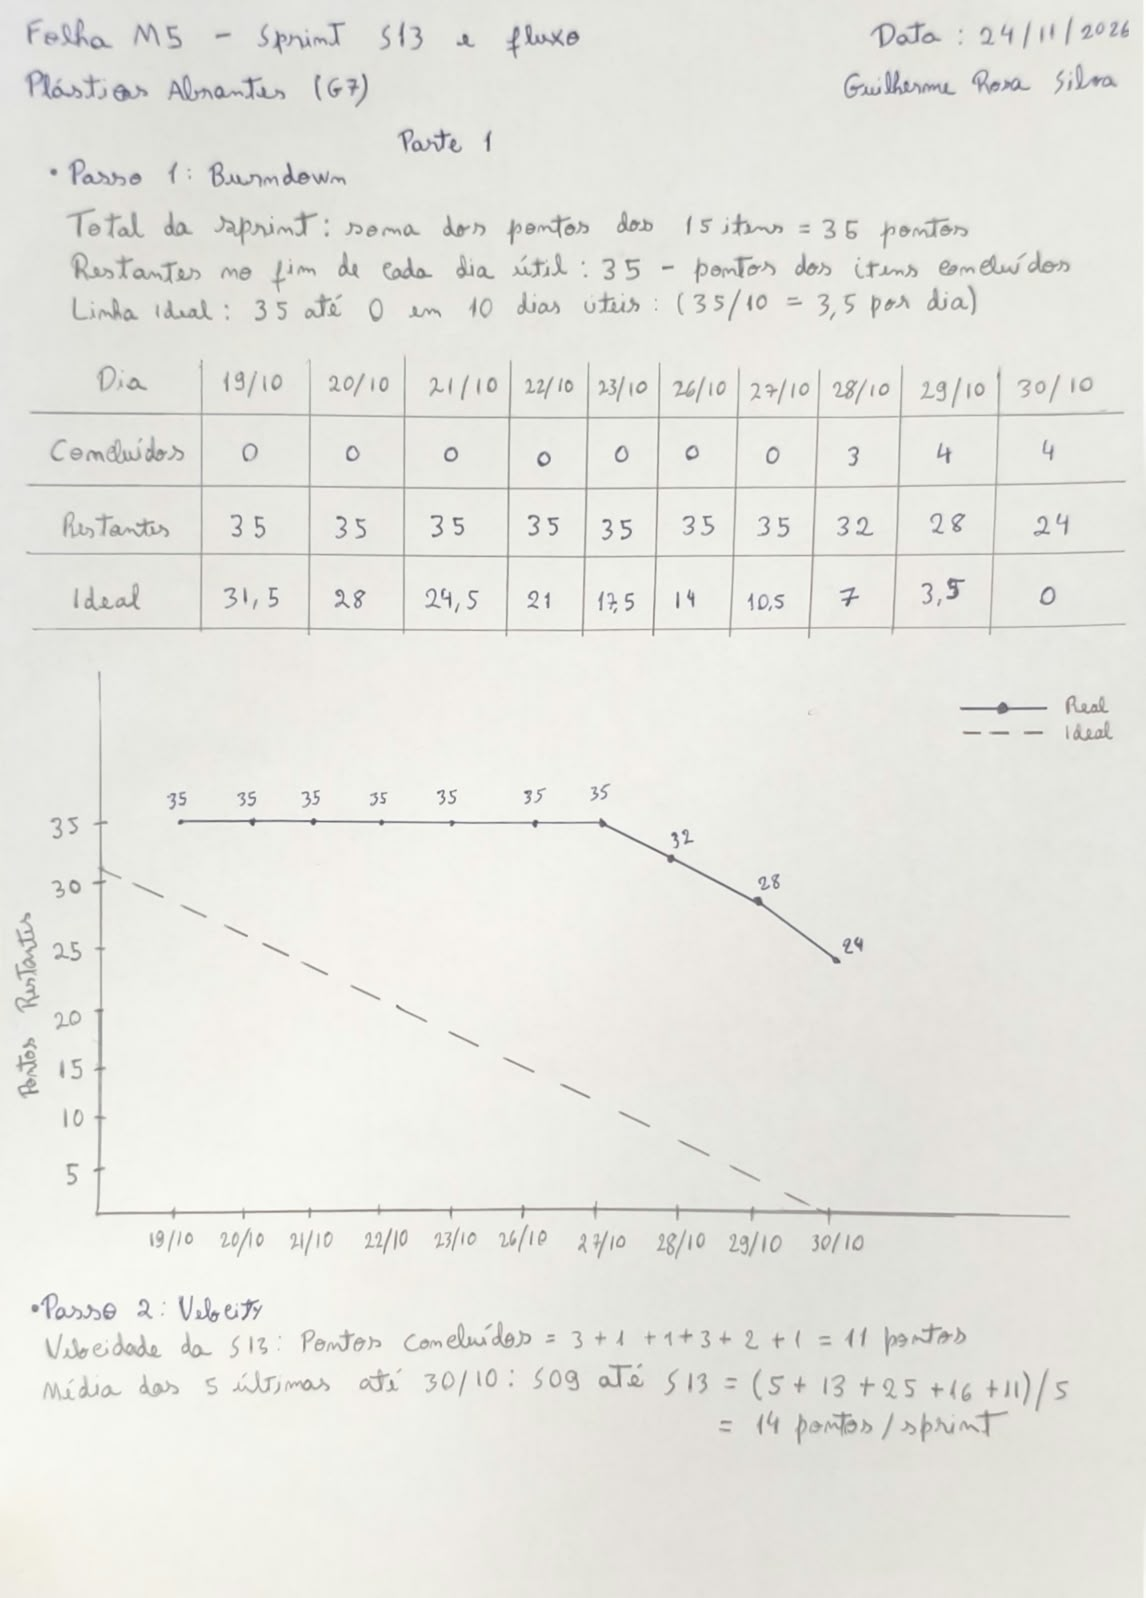 Folha M5 - Sprint S13 e fluxo
Data : 24/11/2026
Plásticos Abrantes (G7)
Guilherme Rosa Silva
Parte 1
• Passo 1: Burndown
Total da sprint: soma dos pontos dos 15 itens = 35 pontos
Restantes no fim de cada dia útil : 35 - pontos dos itens concluídos
Linha ideal : 35 até 0 em 10 dias úteis : (35/10 = 3,5 por dia)
Dia 19/10 20/10 21/10 22/10 23/10 26/10 27/10 28/10 29/10 30/10
Concluídos 0 0 0 0 0 0 0 3 4 4
Restantes 35 35 35 35 35 35 35 32 28 24
Ideal 31,5 28 24,5 21 17,5 14 10,5 7 3,5 0
Real
Ideal
35 35 35 35 35 35 35
32
28
24
Pontos Restantes
35
30
25
20
15
10
5
19/10 20/10 21/10 22/10 23/10 26/10 27/10 28/10 29/10 30/10
• Passo 2 : Velocity
Velocidade da S13 : Pontos concluídos = 3 + 1 + 1 + 3 + 2 + 1 = 11 pontos
Média das 5 últimas até 30/10 : S09 até S13 = (5 + 13 + 25 + 16 + 11) / 5
= 14 pontos / sprint